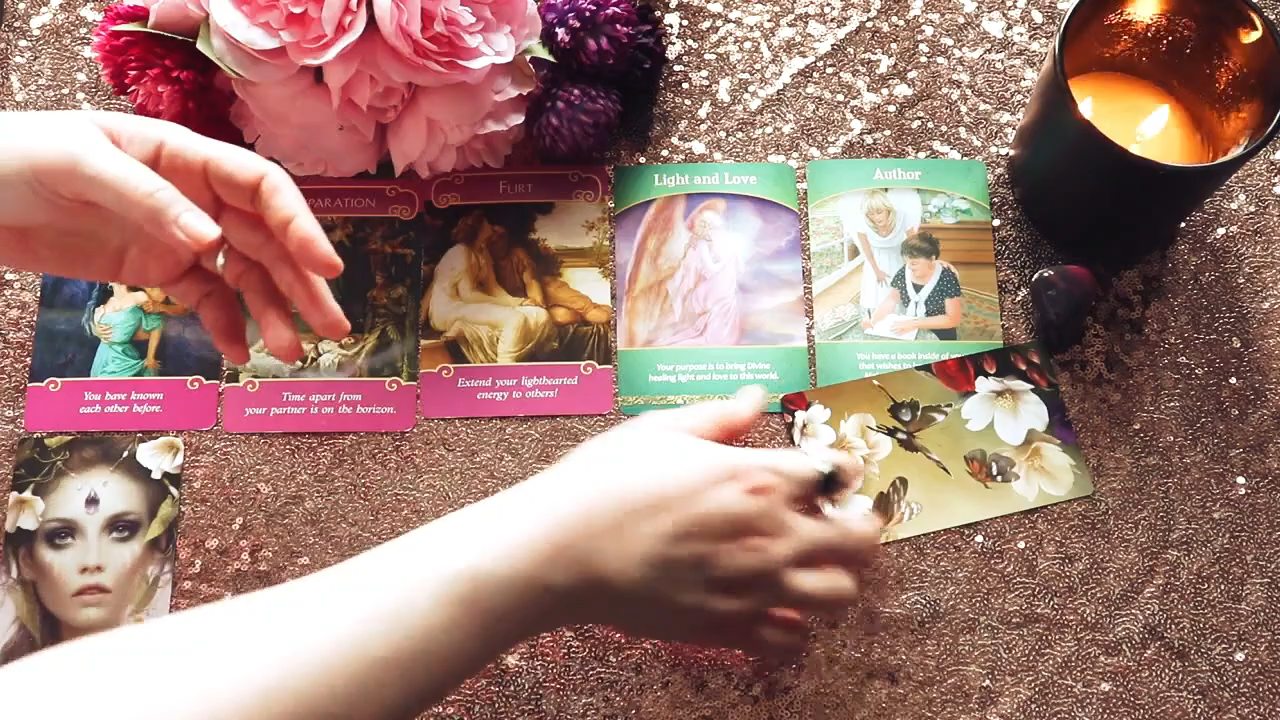 PARATION
FLIRT
Light and Love
Author
You have known
each other before.
Time apart from
your partner is on the horizon.
Extend your lighthearted
energy to others!
Your purpose is to bring Divine
healing light and love to this world.
You have a book inside of
that wishes to